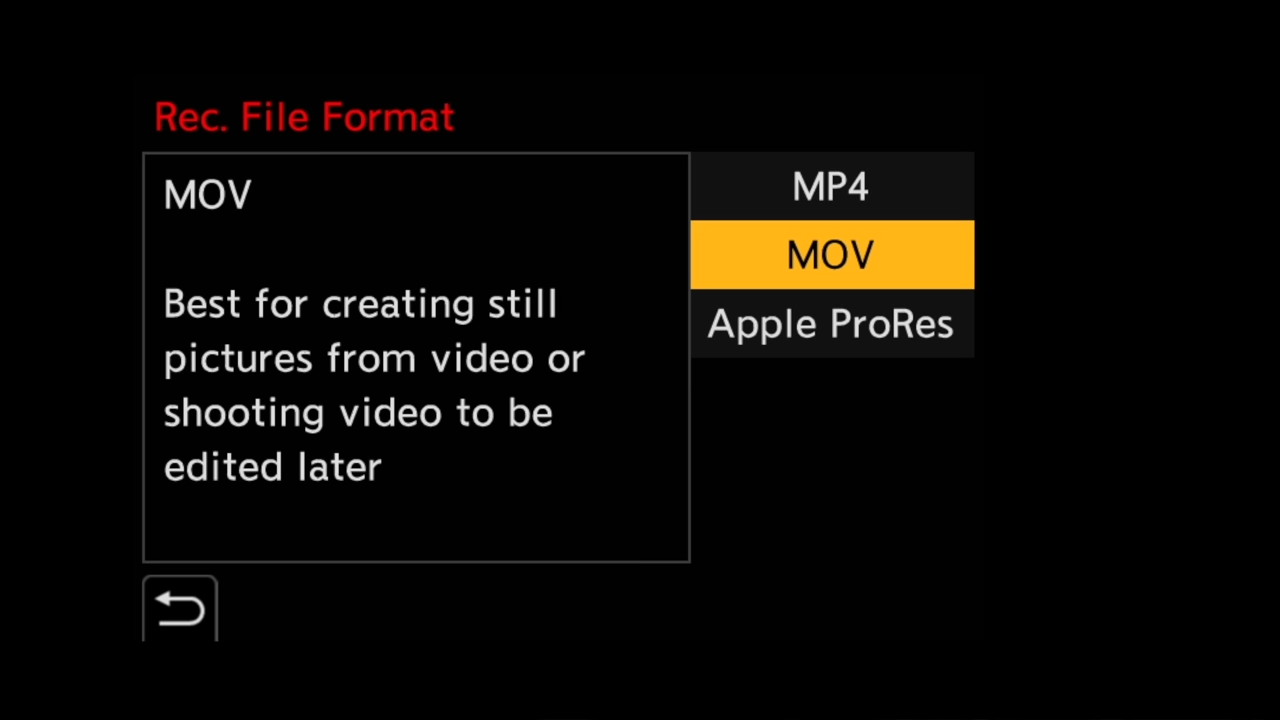 Rec. File Format
MOV
Best for creating still
pictures from video or
shooting video to be
edited later
MP4
MOV
Apple ProRes